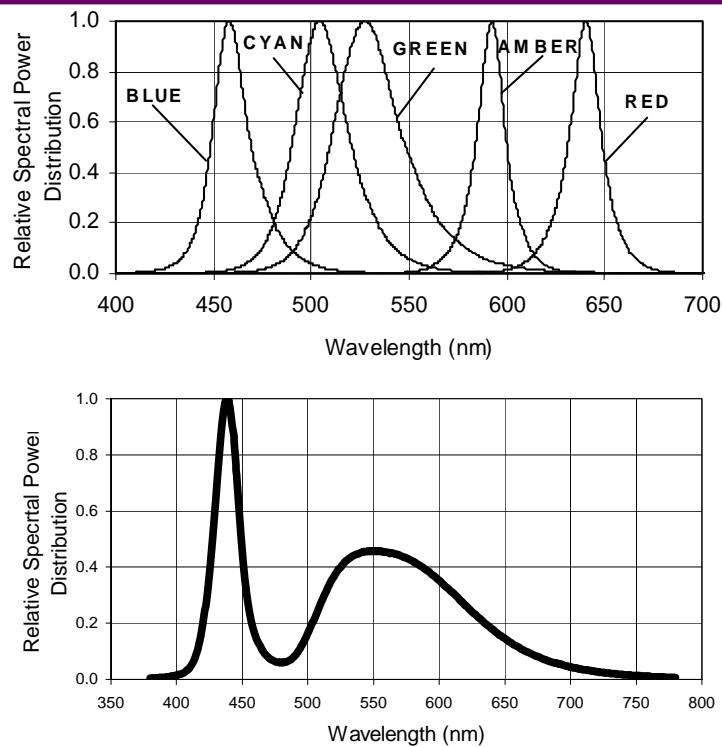 Relative Spectral Power
Distribution
1.0
0.8
0.6
0.4
0.2
0.0
BLUE
CYAN
GREEN
AMBER
RED
400 450 500 550 600 650 700
Wavelength (nm)
Relative Specrtal Power
Distribution
1.0
0.8
0.6
0.4
0.2
0.0
350 400 450 500 550 600 650 700 750 800
Wavelength (nm)